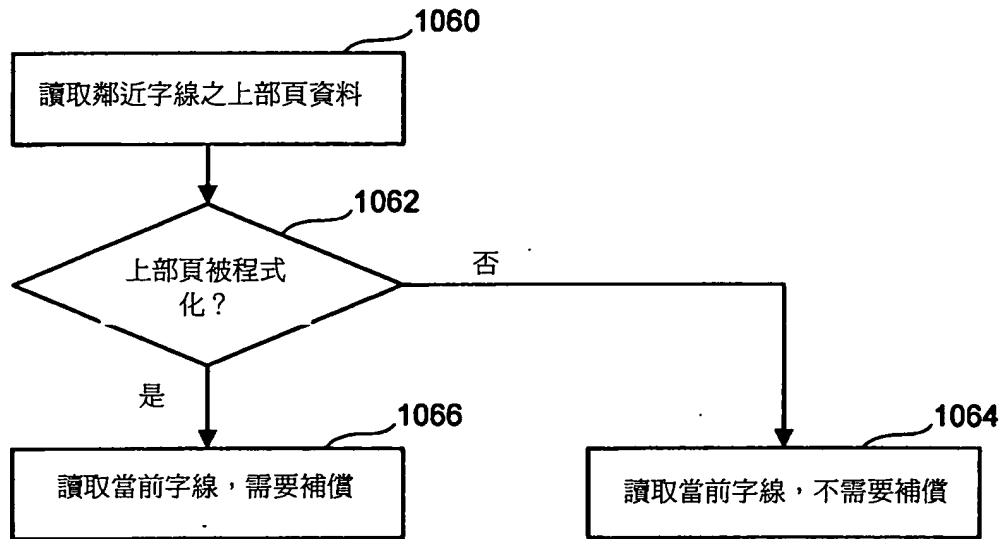 1060
讀取鄰近字線之上部頁資料
1062
上部頁被程式
化？
否
是
1066
1064
讀取當前字線，需要補償
讀取當前字線，不需要補償